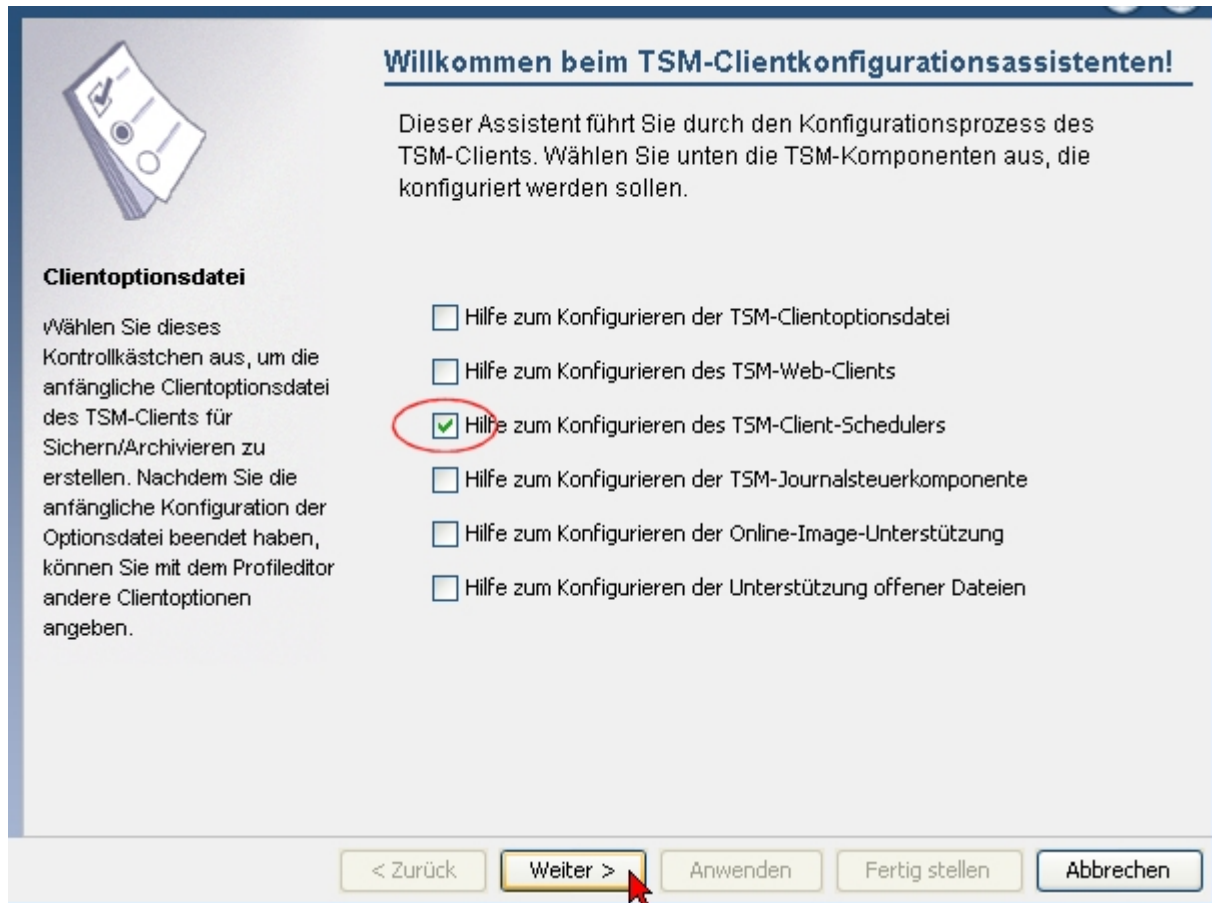 Willkommen beim TSM-Clientkonfigurationsassistenten!
Dieser Assistent führt Sie durch den Konfigurationsprozess des
TSM-Clients. Wählen Sie unten die TSM-Komponenten aus, die
konfiguriert werden sollen.
Clientoptionsdatei
Wählen Sie dieses
Kontrollkästchen aus, um die
anfängliche Clientoptionsdatei
des TSM-Clients für
Sichern/Archivieren zu
erstellen. Nachdem Sie die
anfängliche Konfiguration der
Optionsdatei beendet haben,
können Sie mit dem Profileditor
andere Clientoptionen
angeben.
Hilfe zum Konfigurieren der TSM-Clientoptionsdatei
Hilfe zum Konfigurieren des TSM-Web-Clients
Hilfe zum Konfigurieren des TSM-Client-Schedulers
Hilfe zum Konfigurieren der TSM-Journalsteuerkomponente
Hilfe zum Konfigurieren der Online-Image-Unterstützung
Hilfe zum Konfigurieren der Unterstützung offener Dateien
< Zurück
Weiter >
Anwenden
Fertig stellen
Abbrechen